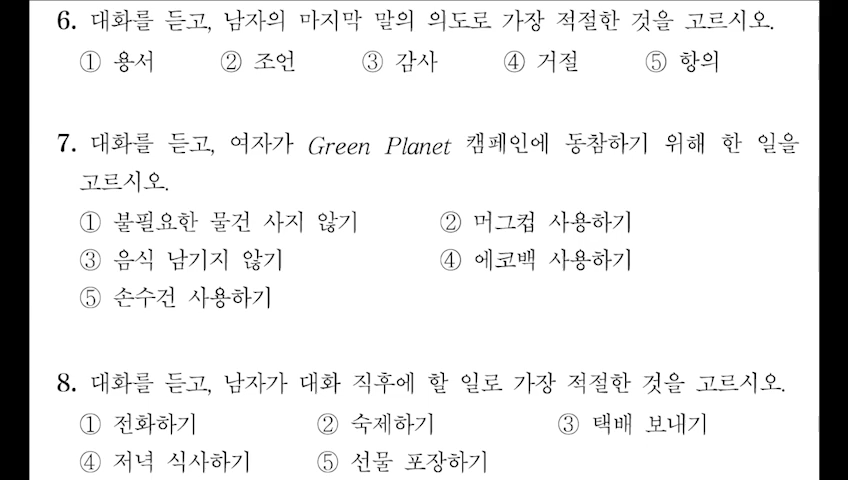 6. 대화를 듣고, 남자의 마지막 말의 의도로 가장 적절한 것을 고르시오.
① 용서 ② 조언 ③ 감사 ④ 거절 ⑤ 항의
7. 대화를 듣고, 여자가 Green Planet 캠페인에 동참하기 위해 한 일을
고르시오.
① 불필요한 물건 사지 않기 ② 머그컵 사용하기
③ 음식 남기지 않기 ④ 에코백 사용하기
⑤ 손수건 사용하기
8. 대화를 듣고, 남자가 대화 직후에 할 일로 가장 적절한 것을 고르시오.
① 전화하기 ② 숙제하기 ③ 택배 보내기
④ 저녁 식사하기 ⑤ 선물 포장하기